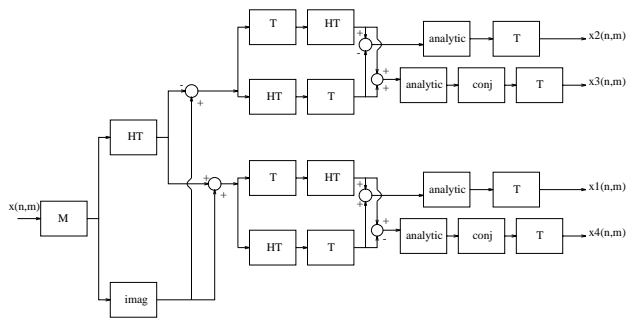 T HT analytic T x2(n,m)
+ - + +
- +
HT T analytic conj T x3(n,m)
HT
+ +
T HT analytic T x1(n,m)
+ + + -
x(n,m) M
HT T analytic conj T x4(n,m)
imag